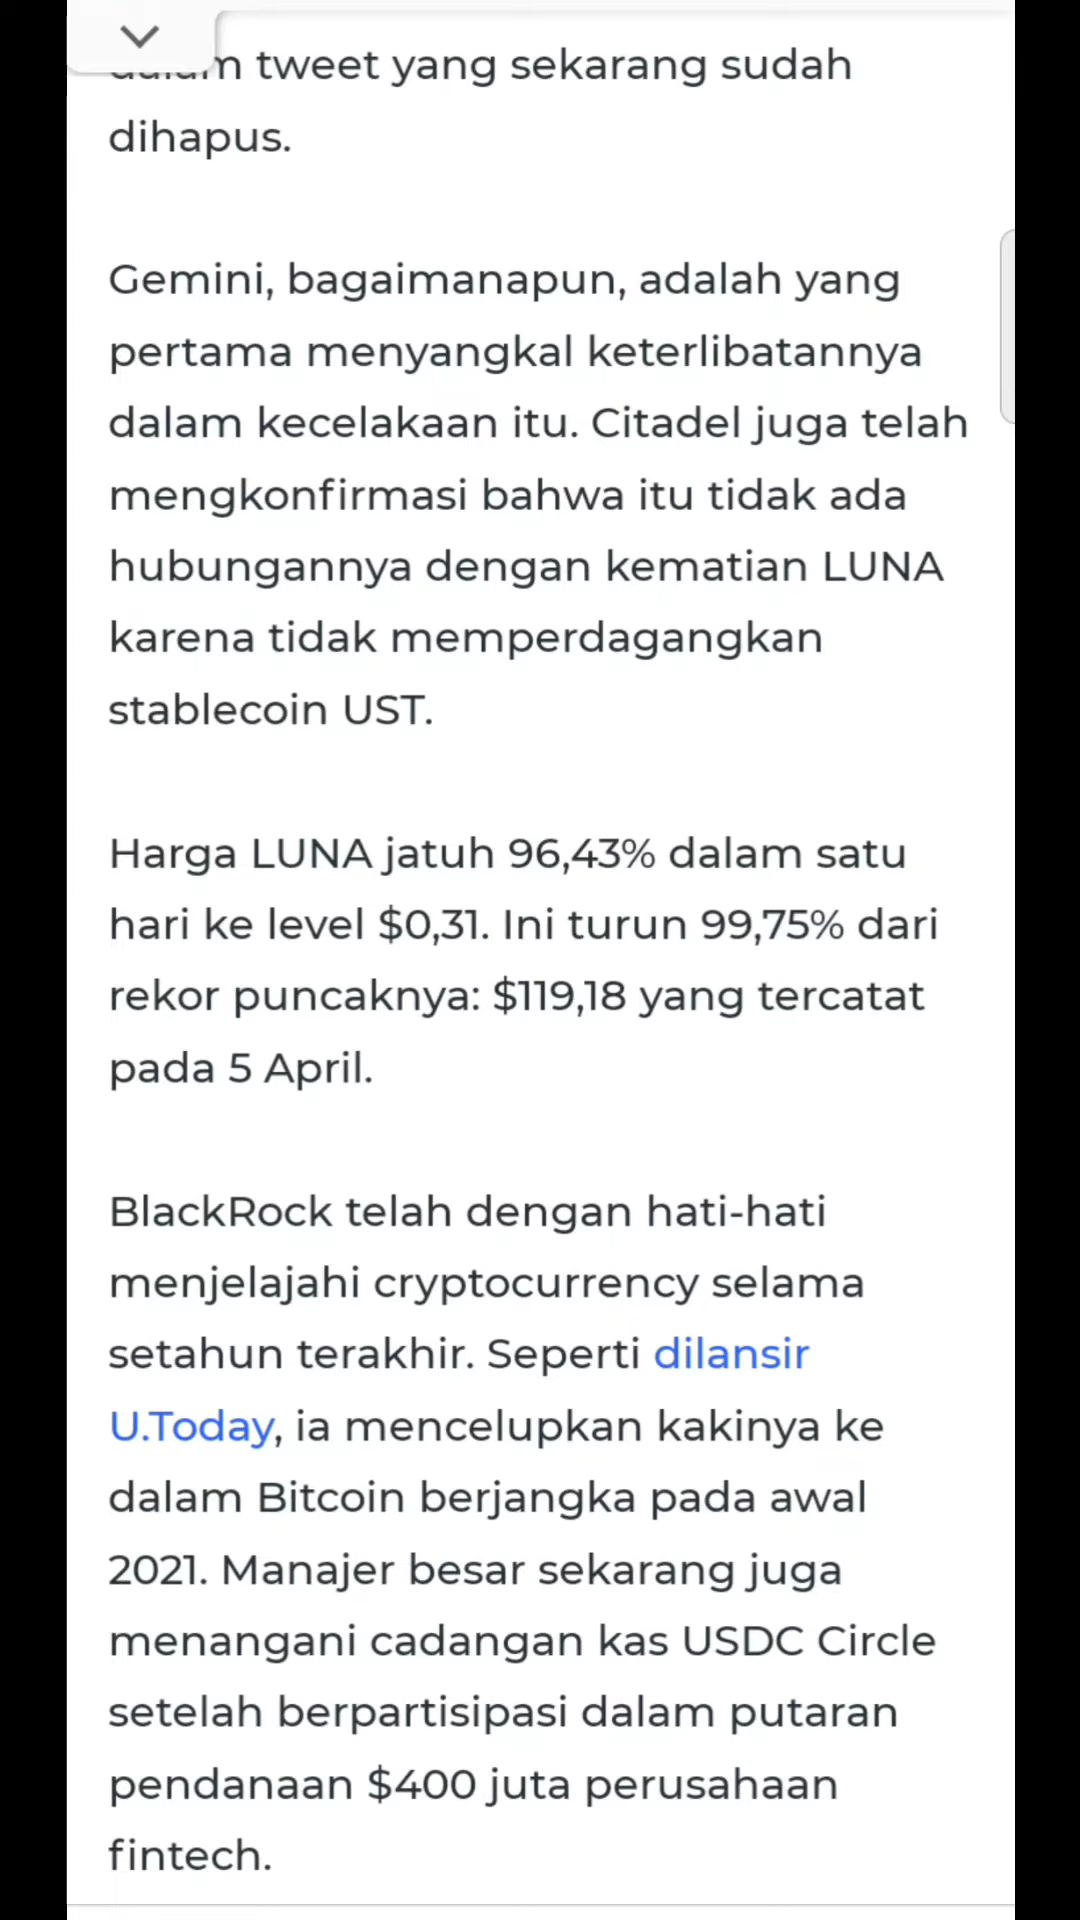 tweet yang sekarang sudah
dihapus.
Gemini, bagaimanapun, adalah yang
pertama menyangkal keterlibatannya
dalam kecelakaan itu. Citadel juga telah
mengkonfirmasi bahwa itu tidak ada
hubungannya dengan kematian LUNA
karena tidak memperdagangkan
stablecoin UST.
Harga LUNA jatuh 96,43% dalam satu
hari ke level $0,31. Ini turun 99,75% dari
rekor puncaknya: $119,18 yang tercatat
pada 5 April.
BlackRock telah dengan hati-hati
menjelajahi cryptocurrency selama
setahun terakhir. Seperti dilansir
U.Today, ia mencelupkan kakinya ke
dalam Bitcoin berjangka pada awal
2021. Manajer besar sekarang juga
menangani cadangan kas USDC Circle
setelah berpartisipasi dalam putaran
pendanaan $400 juta perusahaan
fintech.